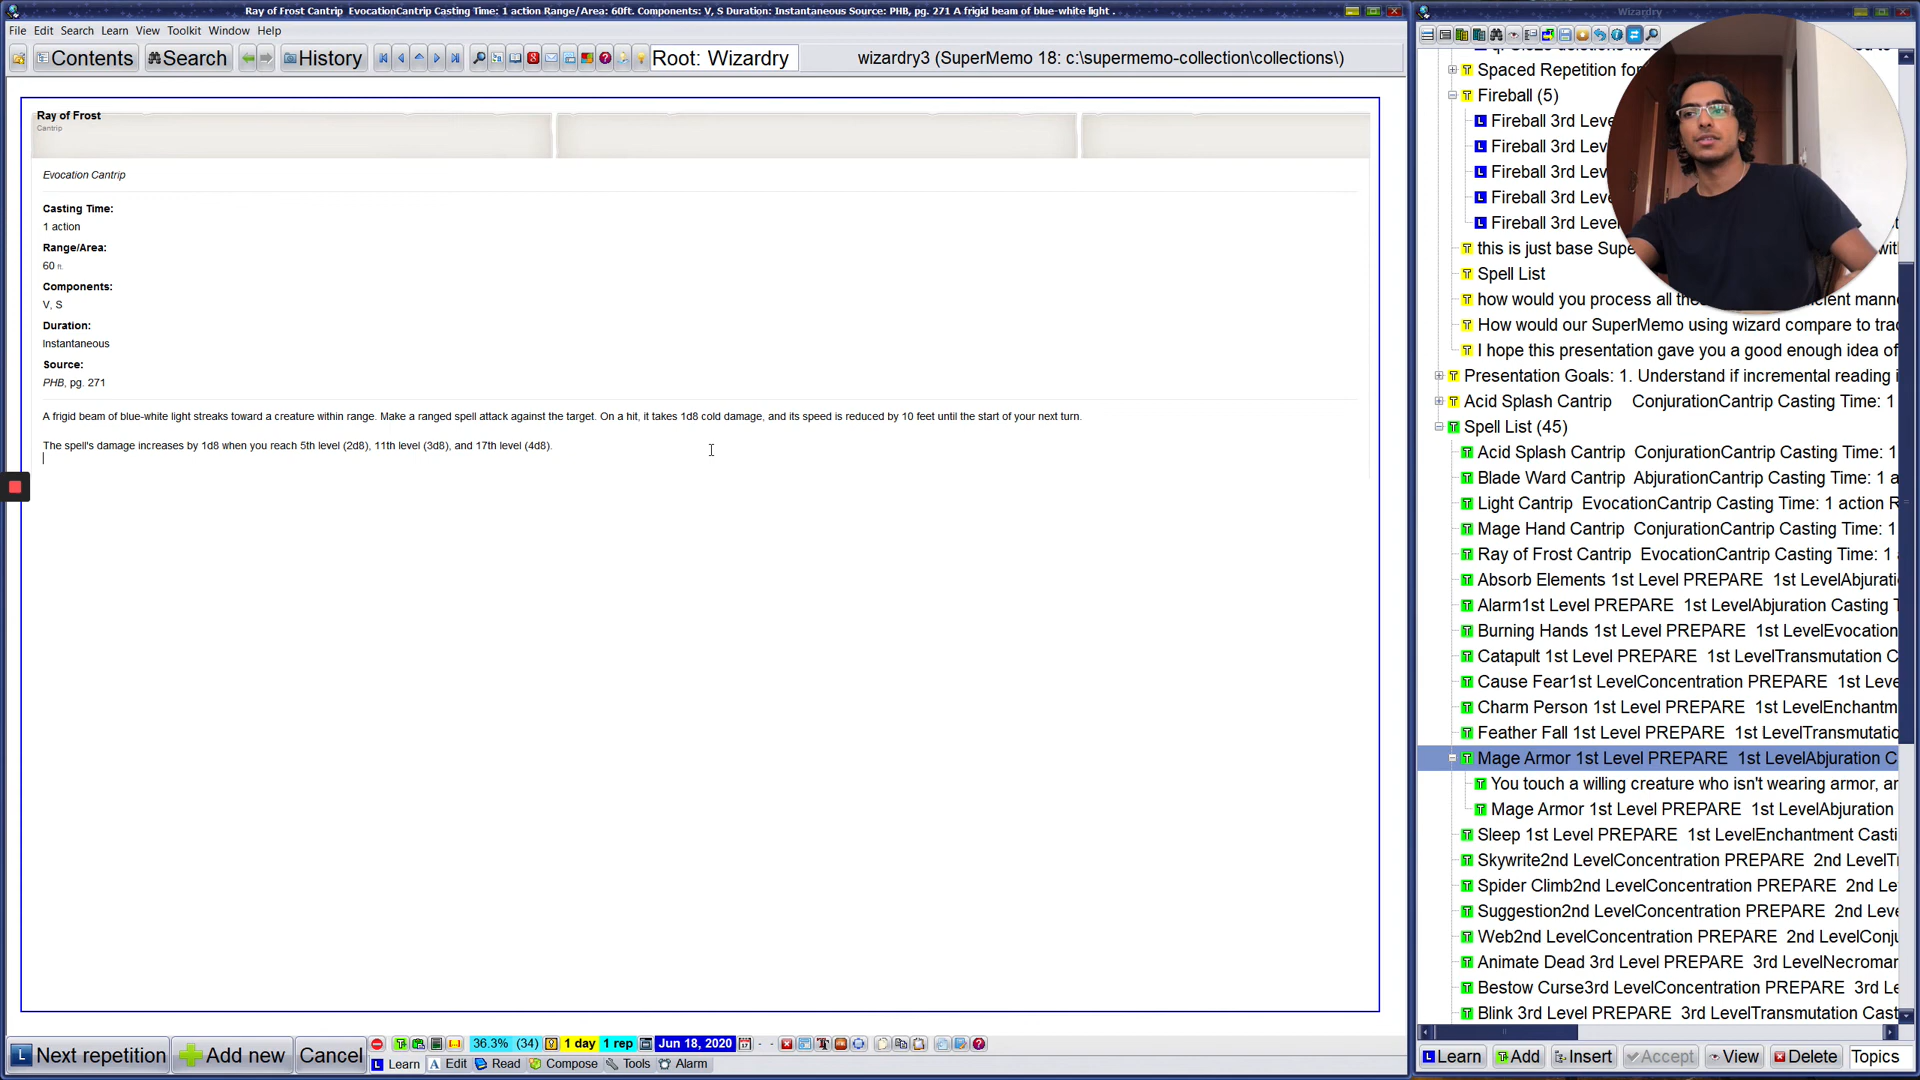 Ray of Frost Cantrip EvocationCantrip Casting Time: 1 action Range/Area: 60ft. Components: V, S Duration: Instantaneous Source: PHB, pg. 271 A frigid beam of blue-white light .
File Edit Search Learn View Toolkit Window Help
Contents Search History Root: Wizardry wizardry3 (SuperMemo 18: c:\supermemo-collection\collections\)
Ray of Frost
Cantrip
Evocation Cantrip
Casting Time:
1 action
Range/Area:
60 ft.
Components:
V, S
Duration:
Instantaneous
Source:
PHB, pg. 271
A frigid beam of blue-white light streaks toward a creature within range. Make a ranged spell attack against the target. On a hit, it takes 1d8 cold damage, and its speed is reduced by 10 feet until the start of your next turn.
The spell's damage increases by 1d8 when you reach 5th level (2d8), 11th level (3d8), and 17th level (4d8).
Next repetition Add new Cancel
36.3% (34) 1 day 1 rep Jun 18, 2020
Learn Edit Read Compose Tools Alarm
Wizardry
Spaced Repetition for
Fireball (5)
Fireball 3rd Leve
Fireball 3rd Lev
Fireball 3rd Lev
Fireball 3rd Lev
Fireball 3rd Leve
this is just base Supe
Spell List
how would you process all the cient mann
How would our SuperMemo using wizard compare to trad
I hope this presentation gave you a good enough idea of
Presentation Goals: 1. Understand if incremental reading i
Acid Splash Cantrip ConjurationCantrip Casting Time: 1
Spell List (45)
Acid Splash Cantrip ConjurationCantrip Casting Time: 1
Blade Ward Cantrip AbjurationCantrip Casting Time: 1 a
Light Cantrip EvocationCantrip Casting Time: 1 action R
Mage Hand Cantrip ConjurationCantrip Casting Time: 1
Ray of Frost Cantrip EvocationCantrip Casting Time: 1 a
Absorb Elements 1st Level PREPARE 1st LevelAbjurati
Alarm1st Level PREPARE 1st LevelAbjuration Casting T
Burning Hands 1st Level PREPARE 1st LevelEvocation
Catapult 1st Level PREPARE 1st LevelTransmutation C
Cause Fear1st LevelConcentration PREPARE 1st Leve
Charm Person 1st Level PREPARE 1st LevelEnchantm
Feather Fall 1st Level PREPARE 1st LevelTransmutatio
Mage Armor 1st Level PREPARE 1st LevelAbjuration C
You touch a willing creature who isn't wearing armor, an
Mage Armor 1st Level PREPARE 1st LevelAbjuration
Sleep 1st Level PREPARE 1st LevelEnchantment Casti
Skywrite2nd LevelConcentration PREPARE 2nd LevelTr
Spider Climb2nd LevelConcentration PREPARE 2nd Le
Suggestion2nd LevelConcentration PREPARE 2nd Leve
Web2nd LevelConcentration PREPARE 2nd LevelConju
Animate Dead 3rd Level PREPARE 3rd LevelNecromar
Bestow Curse3rd LevelConcentration PREPARE 3rd Le
Blink 3rd Level PREPARE 3rd LevelTransmutation Cast
Learn Add Insert Accept View Delete Topics